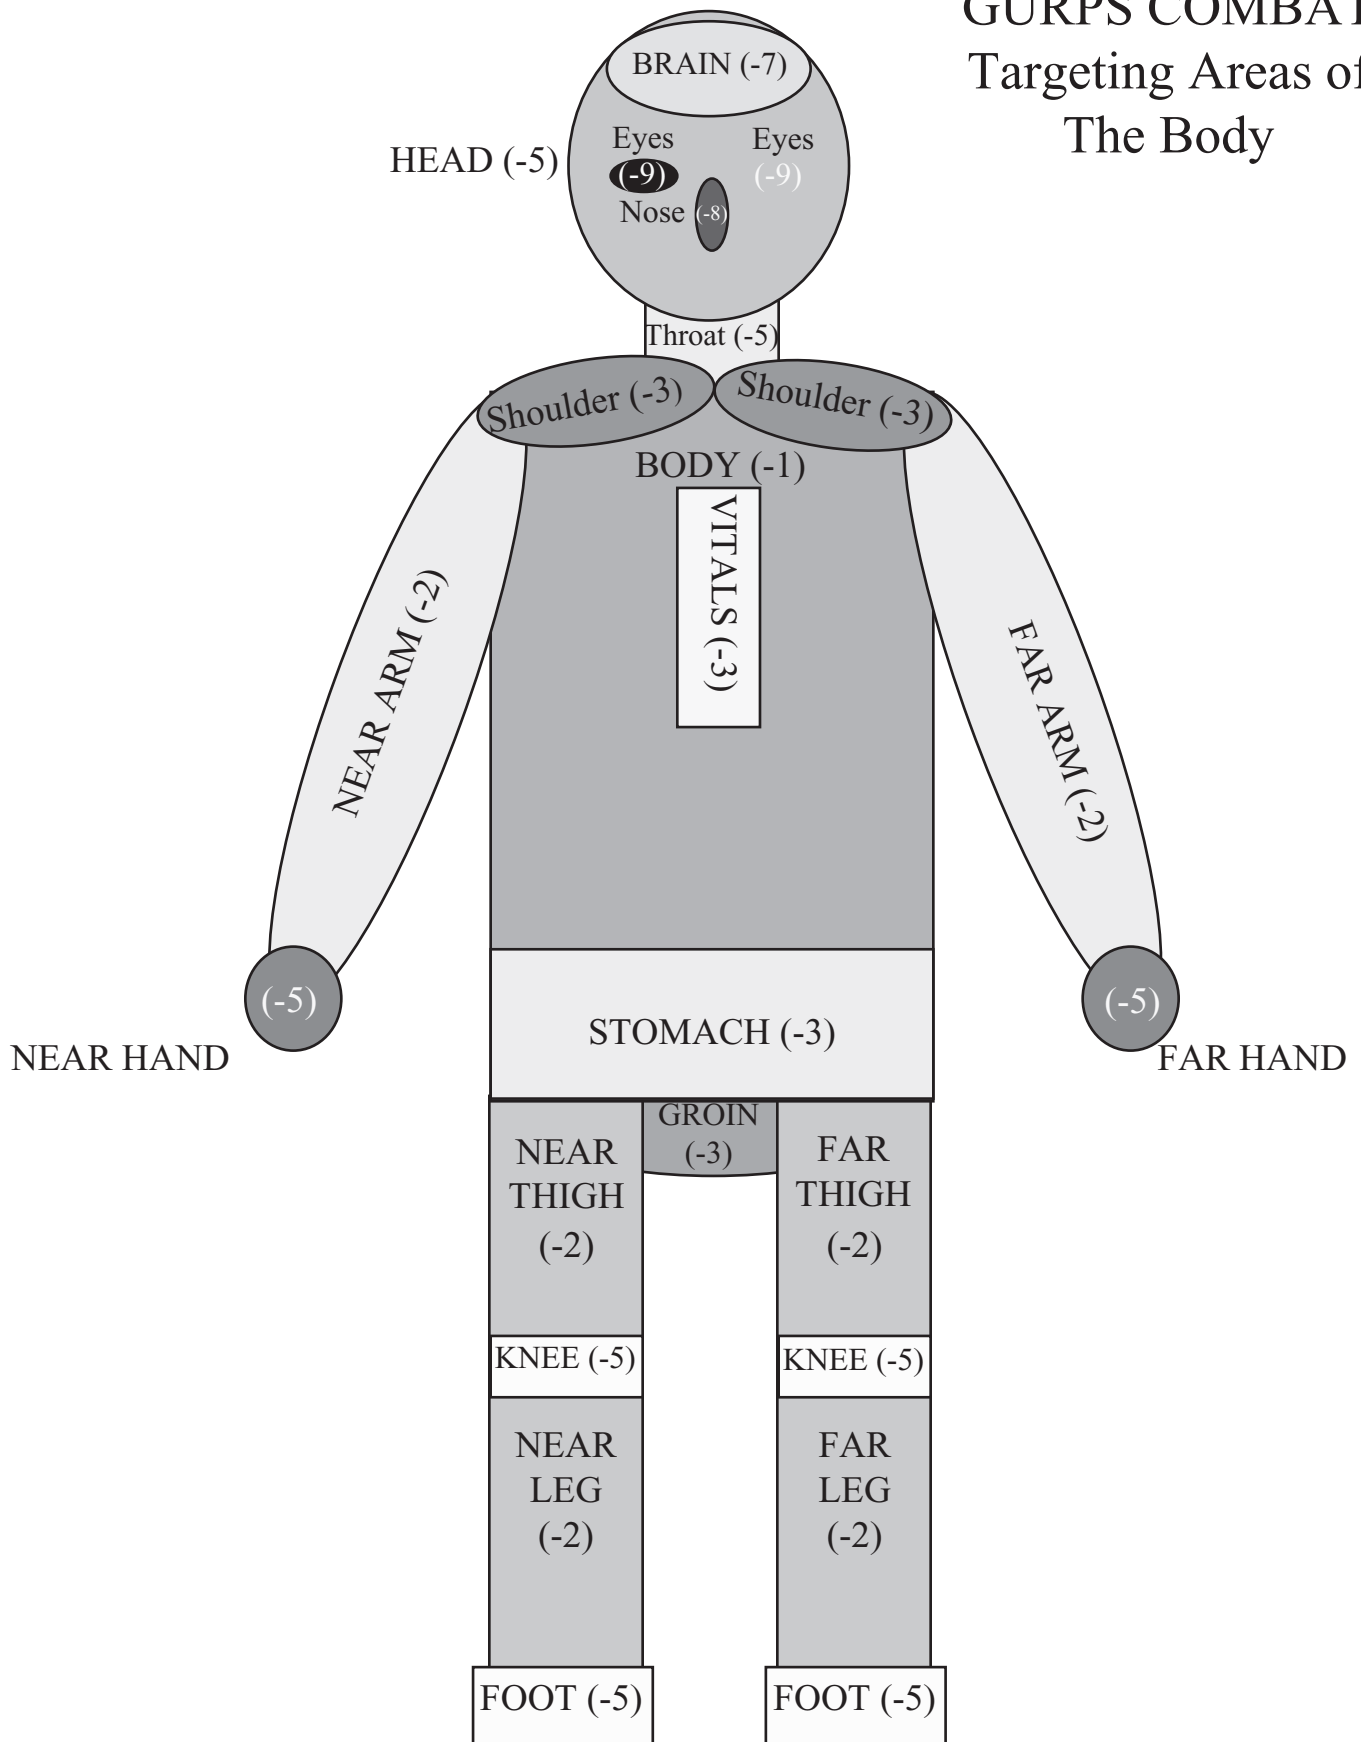 GURPS COMBAT
Targeting Areas of
The Body
BRAIN (-7)
HEAD (-5)
Eyes
Eyes
(-9)
(-9)
Nose
(-8)
Throat (-5)
Shoulder (-3)
Shoulder (-3)
BODY (-1)
VITALS (-3)
NEAR ARM (-2)
FAR ARM (-2)
(-5)
(-5)
NEAR HAND
FAR HAND
STOMACH (-3)
GROIN
(-3)
NEAR
THIGH
(-2)
FAR
THIGH
(-2)
KNEE (-5)
KNEE (-5)
NEAR
LEG
(-2)
FAR
LEG
(-2)
FOOT (-5)
FOOT (-5)